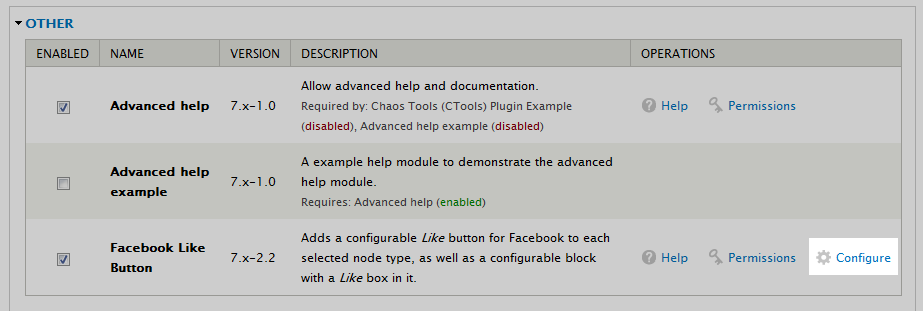 OTHER
ENABLED NAME VERSION DESCRIPTION OPERATIONS
Advanced help 7.x-1.0 Allow advanced help and documentation.
Required by: Chaos Tools (CTools) Plugin Example
(disabled), Advanced help example (disabled)
Help Permissions
Advanced help
example
7.x-1.0
A example help module to demonstrate the advanced
help module.
Requires: Advanced help (enabled)
Facebook Like
Button
7.x-2.2
Adds a configurable Like button for Facebook to each
selected node type, as well as a configurable block
with a Like box in it.
Help Permissions Configure